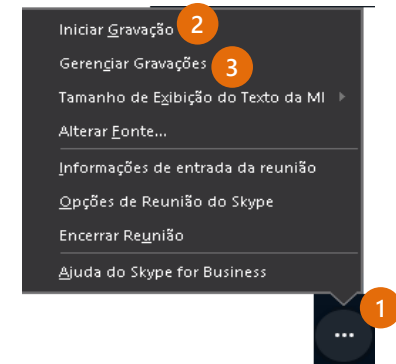 Iniciar Gravação 2
Gerenciar Gravações 3
Tamanho de Exibição do Texto da MI
Alterar Fonte...
Informações de entrada da reunião
Opções de Reunião do Skype
Encerrar Reunião
Ajuda do Skype for Business
1
...